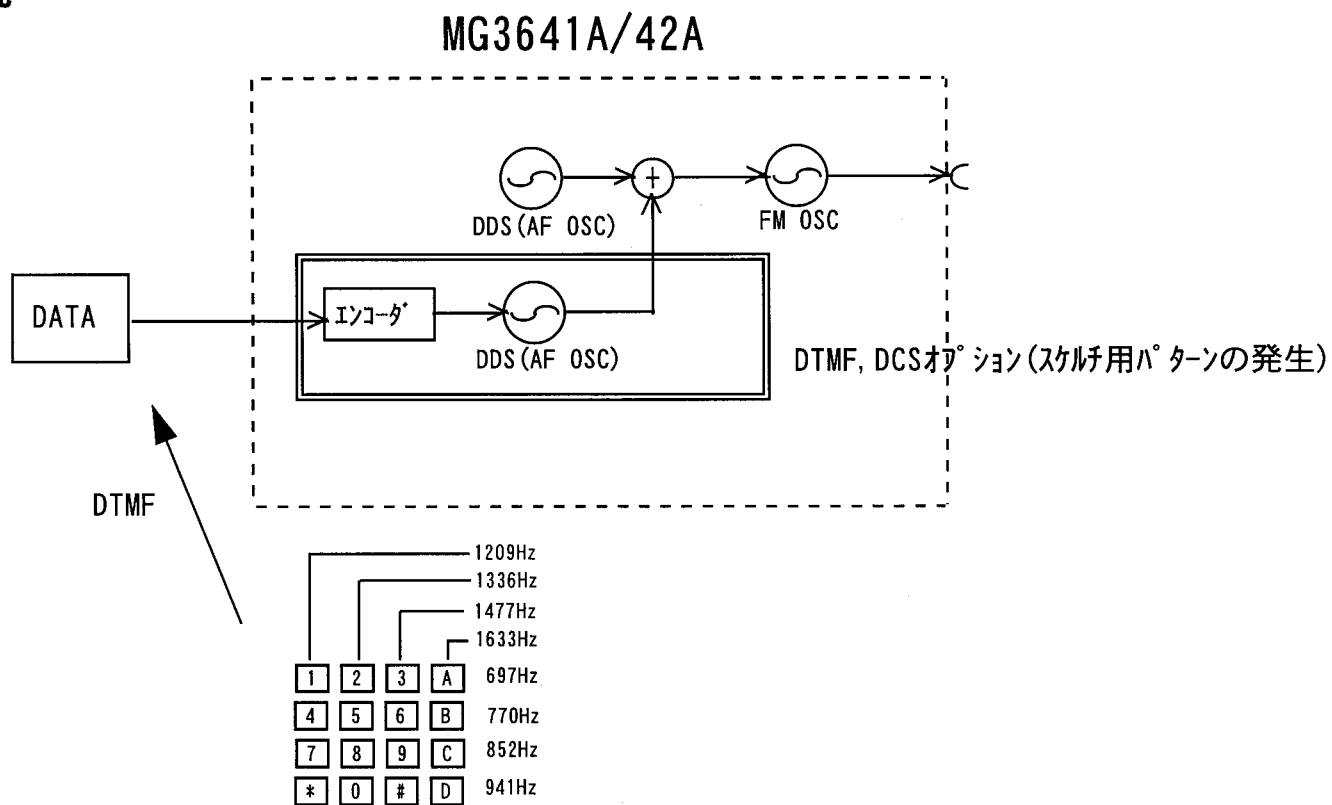 MG3641A/42A
DDS(AF OSC)
FM OSC
DATA
エンコーダ
DDS(AF OSC)
DTMF, DCSオプション(スケルチ用パターンの発生)
DTMF
1209Hz
1336Hz
1477Hz
1633Hz
1 2 3 A 697Hz
4 5 6 B 770Hz
7 8 9 C 852Hz
* 0 # D 941Hz